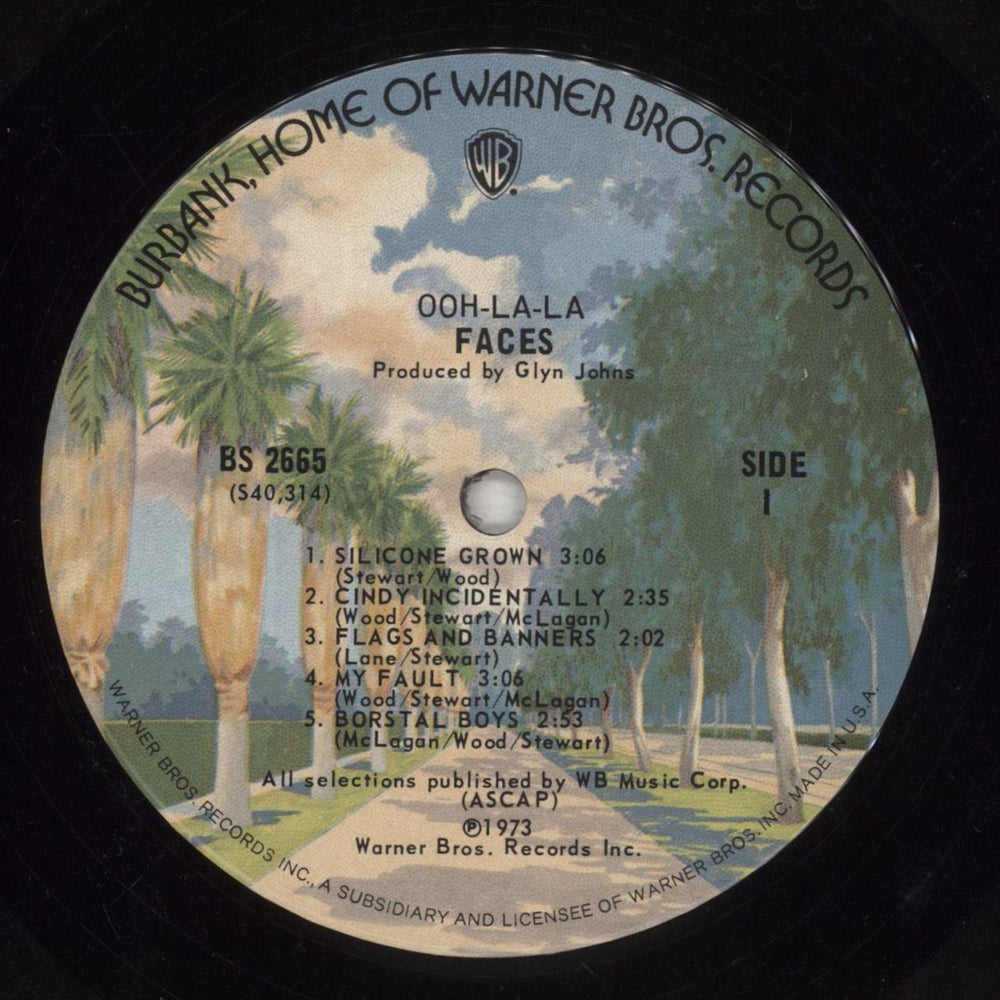 BURBANK, HOME OF WARNER BROS. RECORDS
WB
OOH-LA-LA
FACES
Produced by Glyn Johns
BS 2665
(S40,314)
SIDE
1
1. SILICONE GROWN 3:06
(Stewart/Wood)
2. CINDY INCIDENTALLY 2:35
(Wood/Stewart/McLagan)
3. FLAGS AND BANNERS 2:02
(Lane/Stewart)
4. MY FAULT 3:06
(Wood/Stewart/McLagan)
5. BORSTAL BOYS 2:53
(McLagan/Wood/Stewart)
All selections published by WB Music Corp.
(ASCAP)
℗1973
Warner Bros. Records Inc.
WARNER BROS. RECORDS INC., A SUBSIDIARY AND LICENSEE OF WARNER BROS. INC. MADE IN U.S.A.